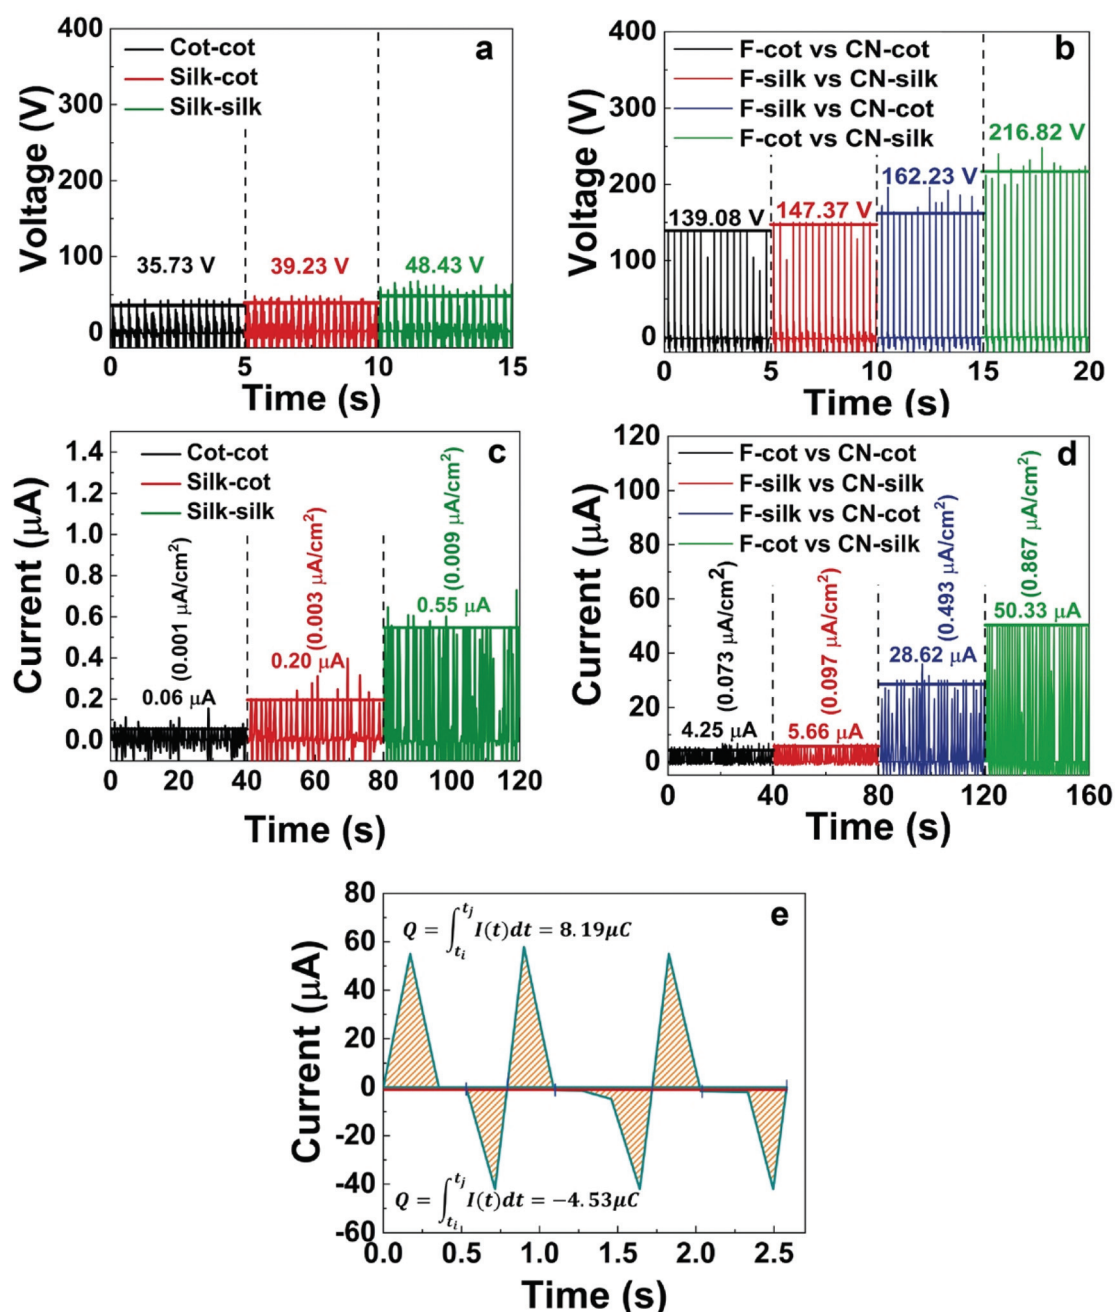 a
Cot-cot
Silk-cot
Silk-silk
35.73 V
39.23 V
48.43 V
400
300
200
100
0
Voltage (V)
0 5 10 15
Time (s)
b
F-cot vs CN-cot
F-silk vs CN-silk
F-silk vs CN-cot
F-cot vs CN-silk
139.08 V
147.37 V
162.23 V
216.82 V
400
300
200
100
0
Voltage (V)
0 5 10 15 20
Time (s)
c
Cot-cot
Silk-cot
Silk-silk
0.06 μA
(0.001 μA/cm²)
0.20 μA
(0.003 μA/cm²)
0.55 μA
(0.009 μA/cm²)
1.4
1.2
1.0
0.8
0.6
0.4
0.2
0.0
Current (μA)
0 20 40 60 80 100 120
Time (s)
d
F-cot vs CN-cot
F-silk vs CN-silk
F-silk vs CN-cot
F-cot vs CN-silk
4.25 μA
(0.073 μA/cm²)
5.66 μA
(0.097 μA/cm²)
28.62 μA
(0.493 μA/cm²)
50.33 μA
(0.867 μA/cm²)
120
100
80
60
40
20
0
Current (μA)
0 40 80 120 160
Time (s)
e
Q = ∫_{t_i}^{t_j} I(t)dt = 8.19μC
Q = ∫_{t_i}^{t_j} I(t)dt = −4.53μC
80
60
40
20
0
-20
-40
-60
Current (μA)
0.0 0.5 1.0 1.5 2.0 2.5
Time (s)